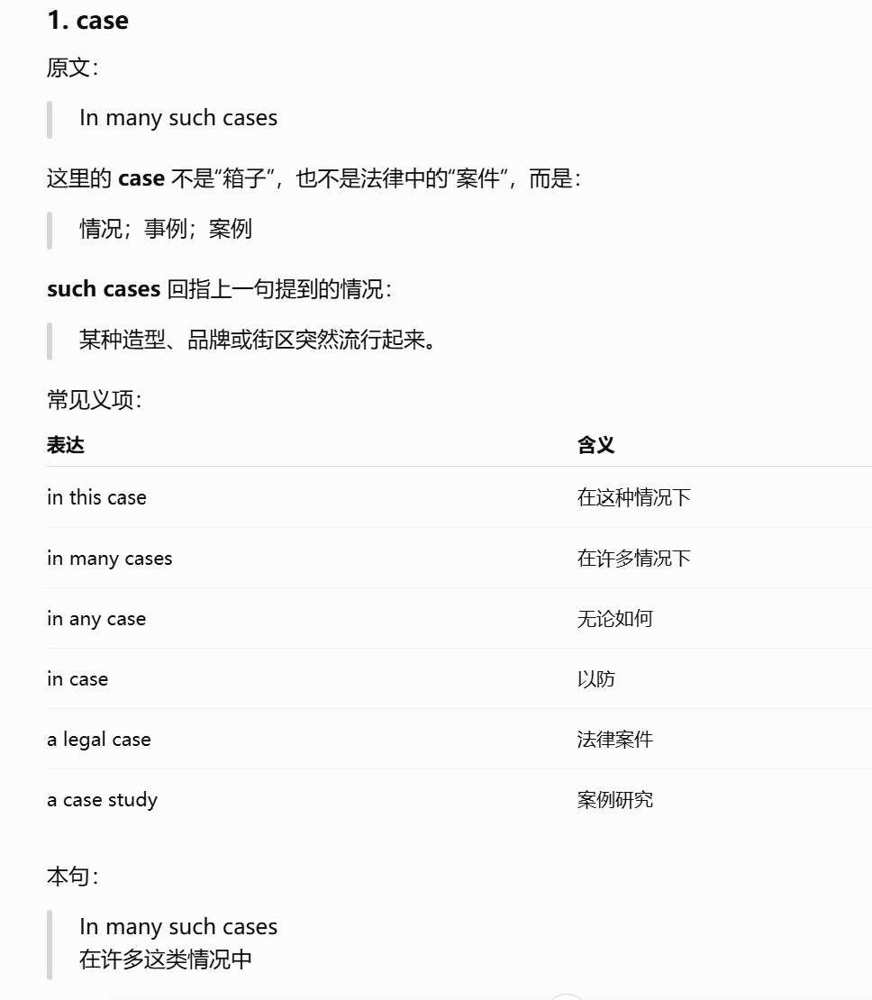 1. case
原文：
In many such cases
这里的 case 不是“箱子”，也不是法律中的“案件”，而是：
情况；事例；案例
such cases 回指上一句提到的情况：
某种造型、品牌或街区突然流行起来。
常见义项：
表达 含义
in this case 在这种情况下
in many cases 在许多情况下
in any case 无论如何
in case 以防
a legal case 法律案件
a case study 案例研究
本句：
In many such cases
在许多这类情况中